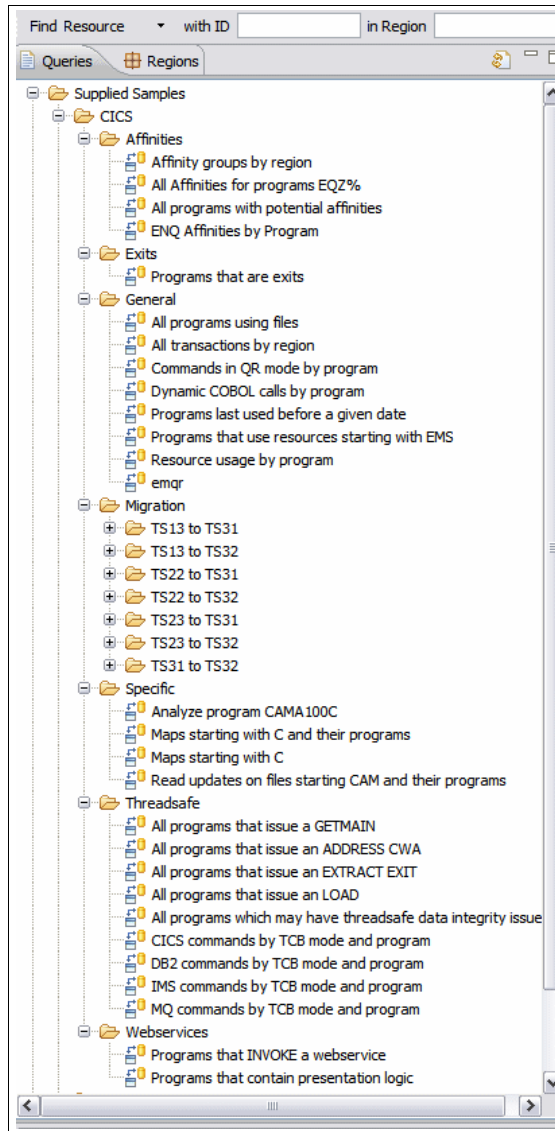 Find Resource with ID in Region
Queries Regions
Supplied Samples
CICS
Affinities
Affinity groups by region
All Affinities for programs EQZ%
All programs with potential affinities
ENQ Affinities by Program
Exits
Programs that are exits
General
All programs using files
All transactions by region
Commands in QR mode by program
Dynamic COBOL calls by program
Programs last used before a given date
Programs that use resources starting with EMS
Resource usage by program
emqr
Migration
TS13 to TS31
TS13 to TS32
TS22 to TS31
TS22 to TS32
TS23 to TS31
TS23 to TS32
TS31 to TS32
Specific
Analyze program CAMA100C
Maps starting with C and their programs
Maps starting with C
Read updates on files starting CAM and their programs
Threadsafe
All programs that issue a GETMAIN
All programs that issue an ADDRESS CWA
All programs that issue an EXTRACT EXIT
All programs that issue an LOAD
All programs which may have threadsafe data integrity issue
CICS commands by TCB mode and program
DB2 commands by TCB mode and program
IMS commands by TCB mode and program
MQ commands by TCB mode and program
Webservices
Programs that INVOKE a webservice
Programs that contain presentation logic